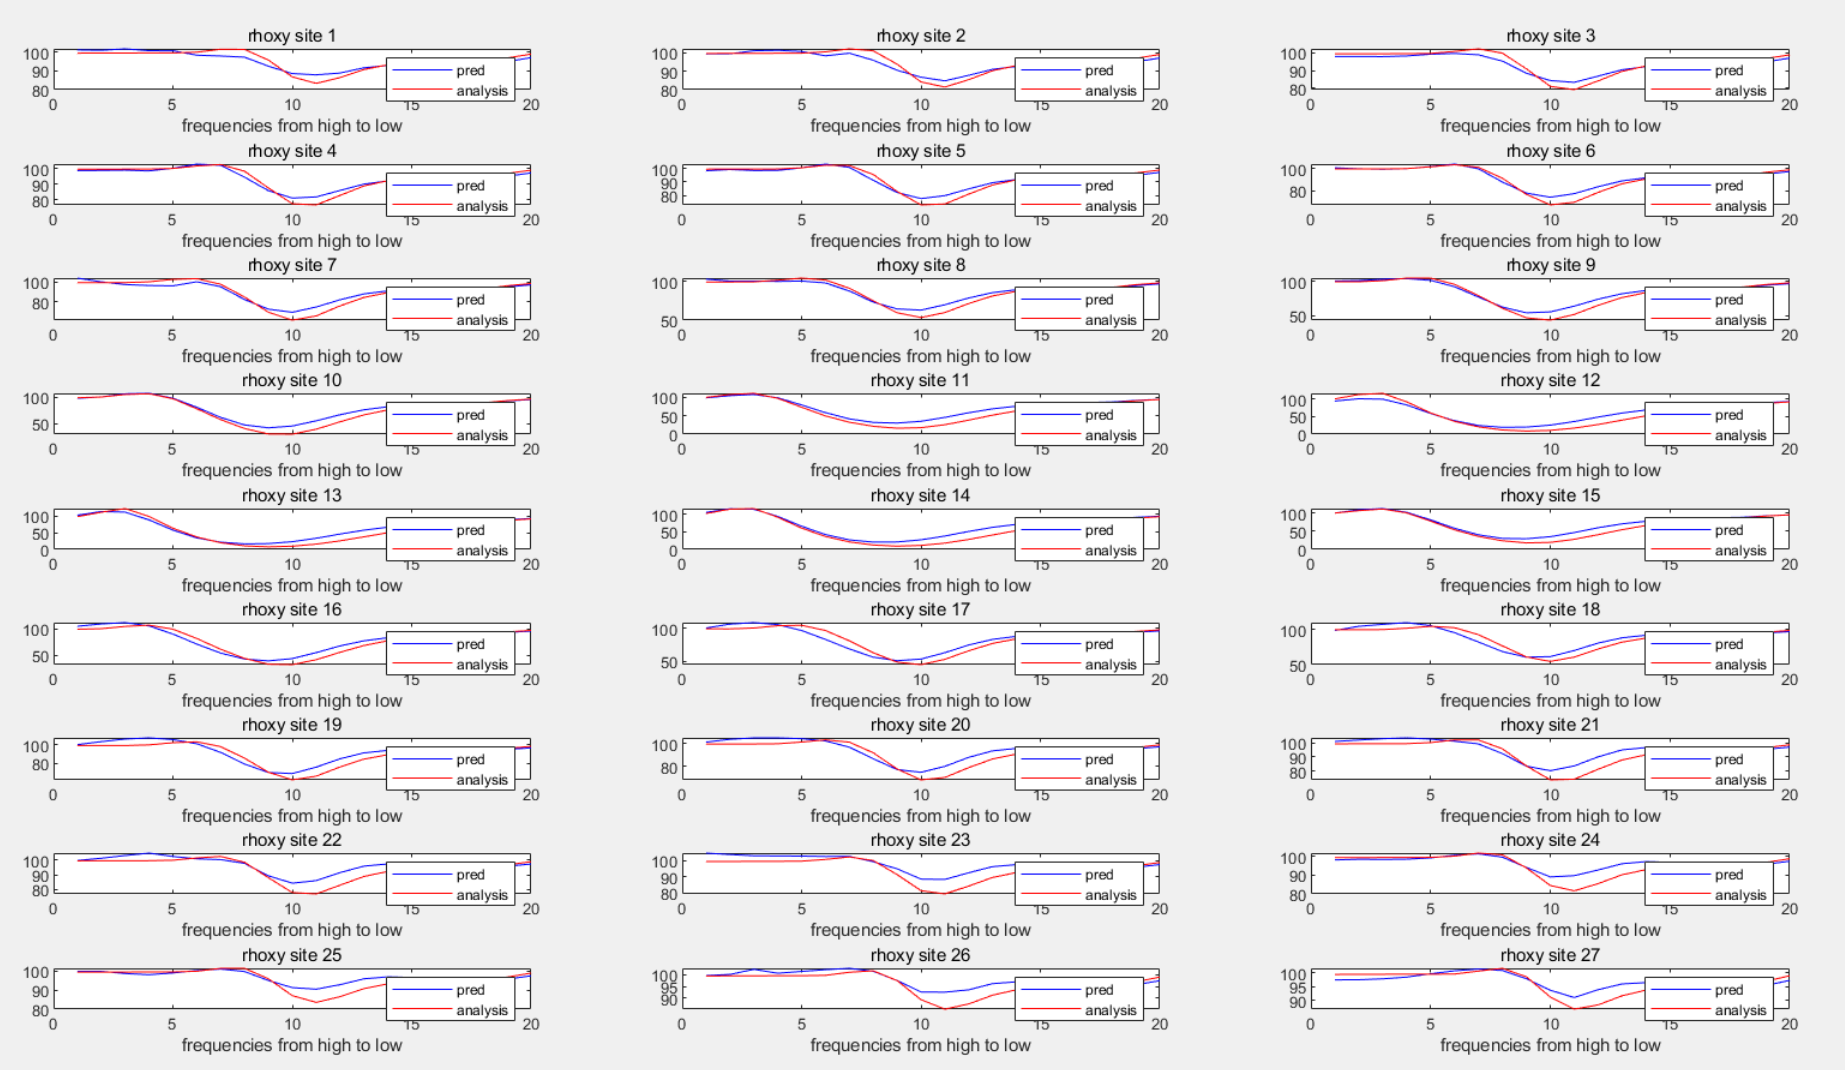 rhoxy site 1
100
90
80
pred
analysis
0 5 10 15 20
frequencies from high to low
rhoxy site 2
100
90
80
pred
analysis
0 5 10 15 20
frequencies from high to low
rhoxy site 3
100
90
80
pred
analysis
0 5 10 15 20
frequencies from high to low
rhoxy site 4
100
90
80
pred
analysis
0 5 10 15 20
frequencies from high to low
rhoxy site 5
100
90
80
pred
analysis
0 5 10 15 20
frequencies from high to low
rhoxy site 6
100
80
pred
analysis
0 5 10 15 20
frequencies from high to low
rhoxy site 7
100
80
pred
analysis
0 5 10 15 20
frequencies from high to low
rhoxy site 8
100
50
pred
analysis
0 5 10 15 20
frequencies from high to low
rhoxy site 9
100
50
pred
analysis
0 5 10 15 20
frequencies from high to low
rhoxy site 10
100
50
pred
analysis
0 5 10 15 20
frequencies from high to low
rhoxy site 11
100
50
0
pred
analysis
0 5 10 15 20
frequencies from high to low
rhoxy site 12
100
50
0
pred
analysis
0 5 10 15 20
frequencies from high to low
rhoxy site 13
100
50
0
pred
analysis
0 5 10 15 20
frequencies from high to low
rhoxy site 14
100
50
0
pred
analysis
0 5 10 15 20
frequencies from high to low
rhoxy site 15
100
50
0
pred
analysis
0 5 10 15 20
frequencies from high to low
rhoxy site 16
100
50
pred
analysis
0 5 10 15 20
frequencies from high to low
rhoxy site 17
100
50
pred
analysis
0 5 10 15 20
frequencies from high to low
rhoxy site 18
100
50
pred
analysis
0 5 10 15 20
frequencies from high to low
rhoxy site 19
100
80
pred
analysis
0 5 10 15 20
frequencies from high to low
rhoxy site 20
100
80
pred
analysis
0 5 10 15 20
frequencies from high to low
rhoxy site 21
100
90
80
pred
analysis
0 5 10 15 20
frequencies from high to low
rhoxy site 22
100
90
80
pred
analysis
0 5 10 15 20
frequencies from high to low
rhoxy site 23
100
90
80
pred
analysis
0 5 10 15 20
frequencies from high to low
rhoxy site 24
100
90
80
pred
analysis
0 5 10 15 20
frequencies from high to low
rhoxy site 25
100
90
80
pred
analysis
0 5 10 15 20
frequencies from high to low
rhoxy site 26
100
95
90
pred
analysis
0 5 10 15 20
frequencies from high to low
rhoxy site 27
100
95
90
pred
analysis
0 5 10 15 20
frequencies from high to low